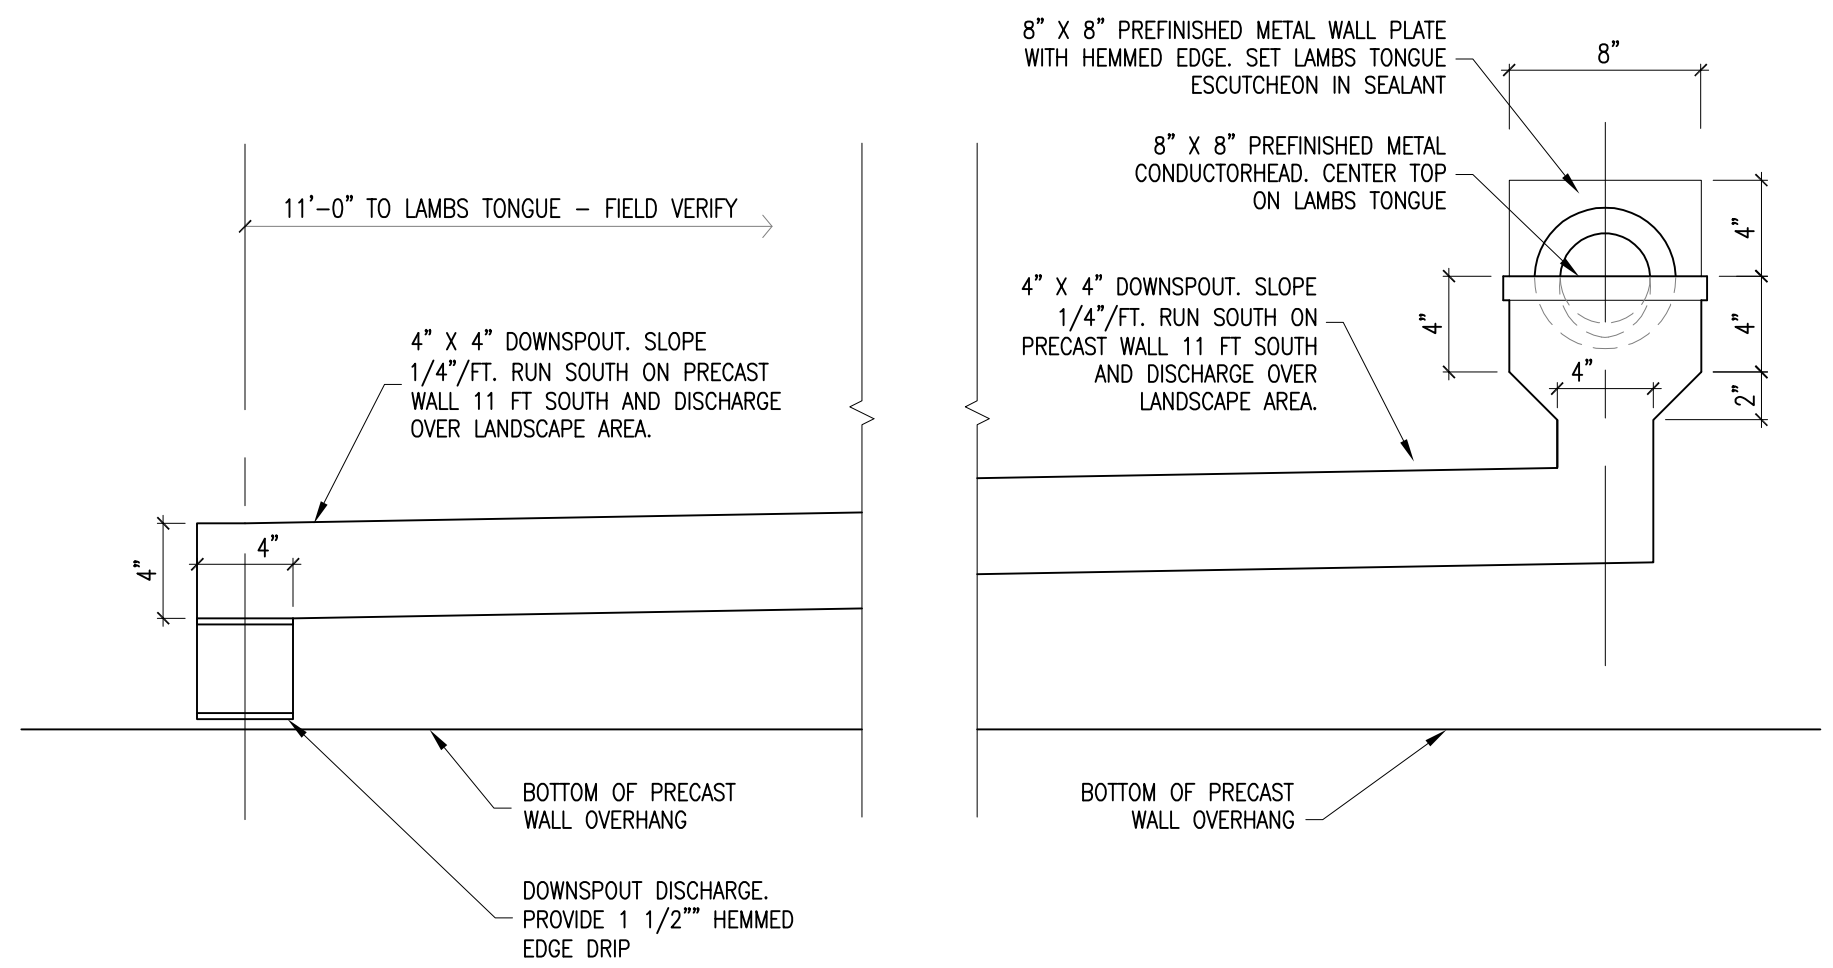 8” X 8” PREFINISHED METAL WALL PLATE
WITH HEMMED EDGE. SET LAMBS TONGUE
ESCUTCHEON IN SEALANT
8”
8” X 8” PREFINISHED METAL
CONDUCTORHEAD. CENTER TOP
ON LAMBS TONGUE
11’-0” TO LAMBS TONGUE – FIELD VERIFY
4”
4” X 4” DOWNSPOUT. SLOPE
1/4”/FT. RUN SOUTH ON
PRECAST WALL 11 FT SOUTH
AND DISCHARGE OVER
LANDSCAPE AREA.
4”
4”
4”
2”
4” X 4” DOWNSPOUT. SLOPE
1/4”/FT. RUN SOUTH ON PRECAST
WALL 11 FT SOUTH AND DISCHARGE
OVER LANDSCAPE AREA.
4”
4”
BOTTOM OF PRECAST
WALL OVERHANG
BOTTOM OF PRECAST
WALL OVERHANG
DOWNSPOUT DISCHARGE.
PROVIDE 1 1/2”” HEMMED
EDGE DRIP